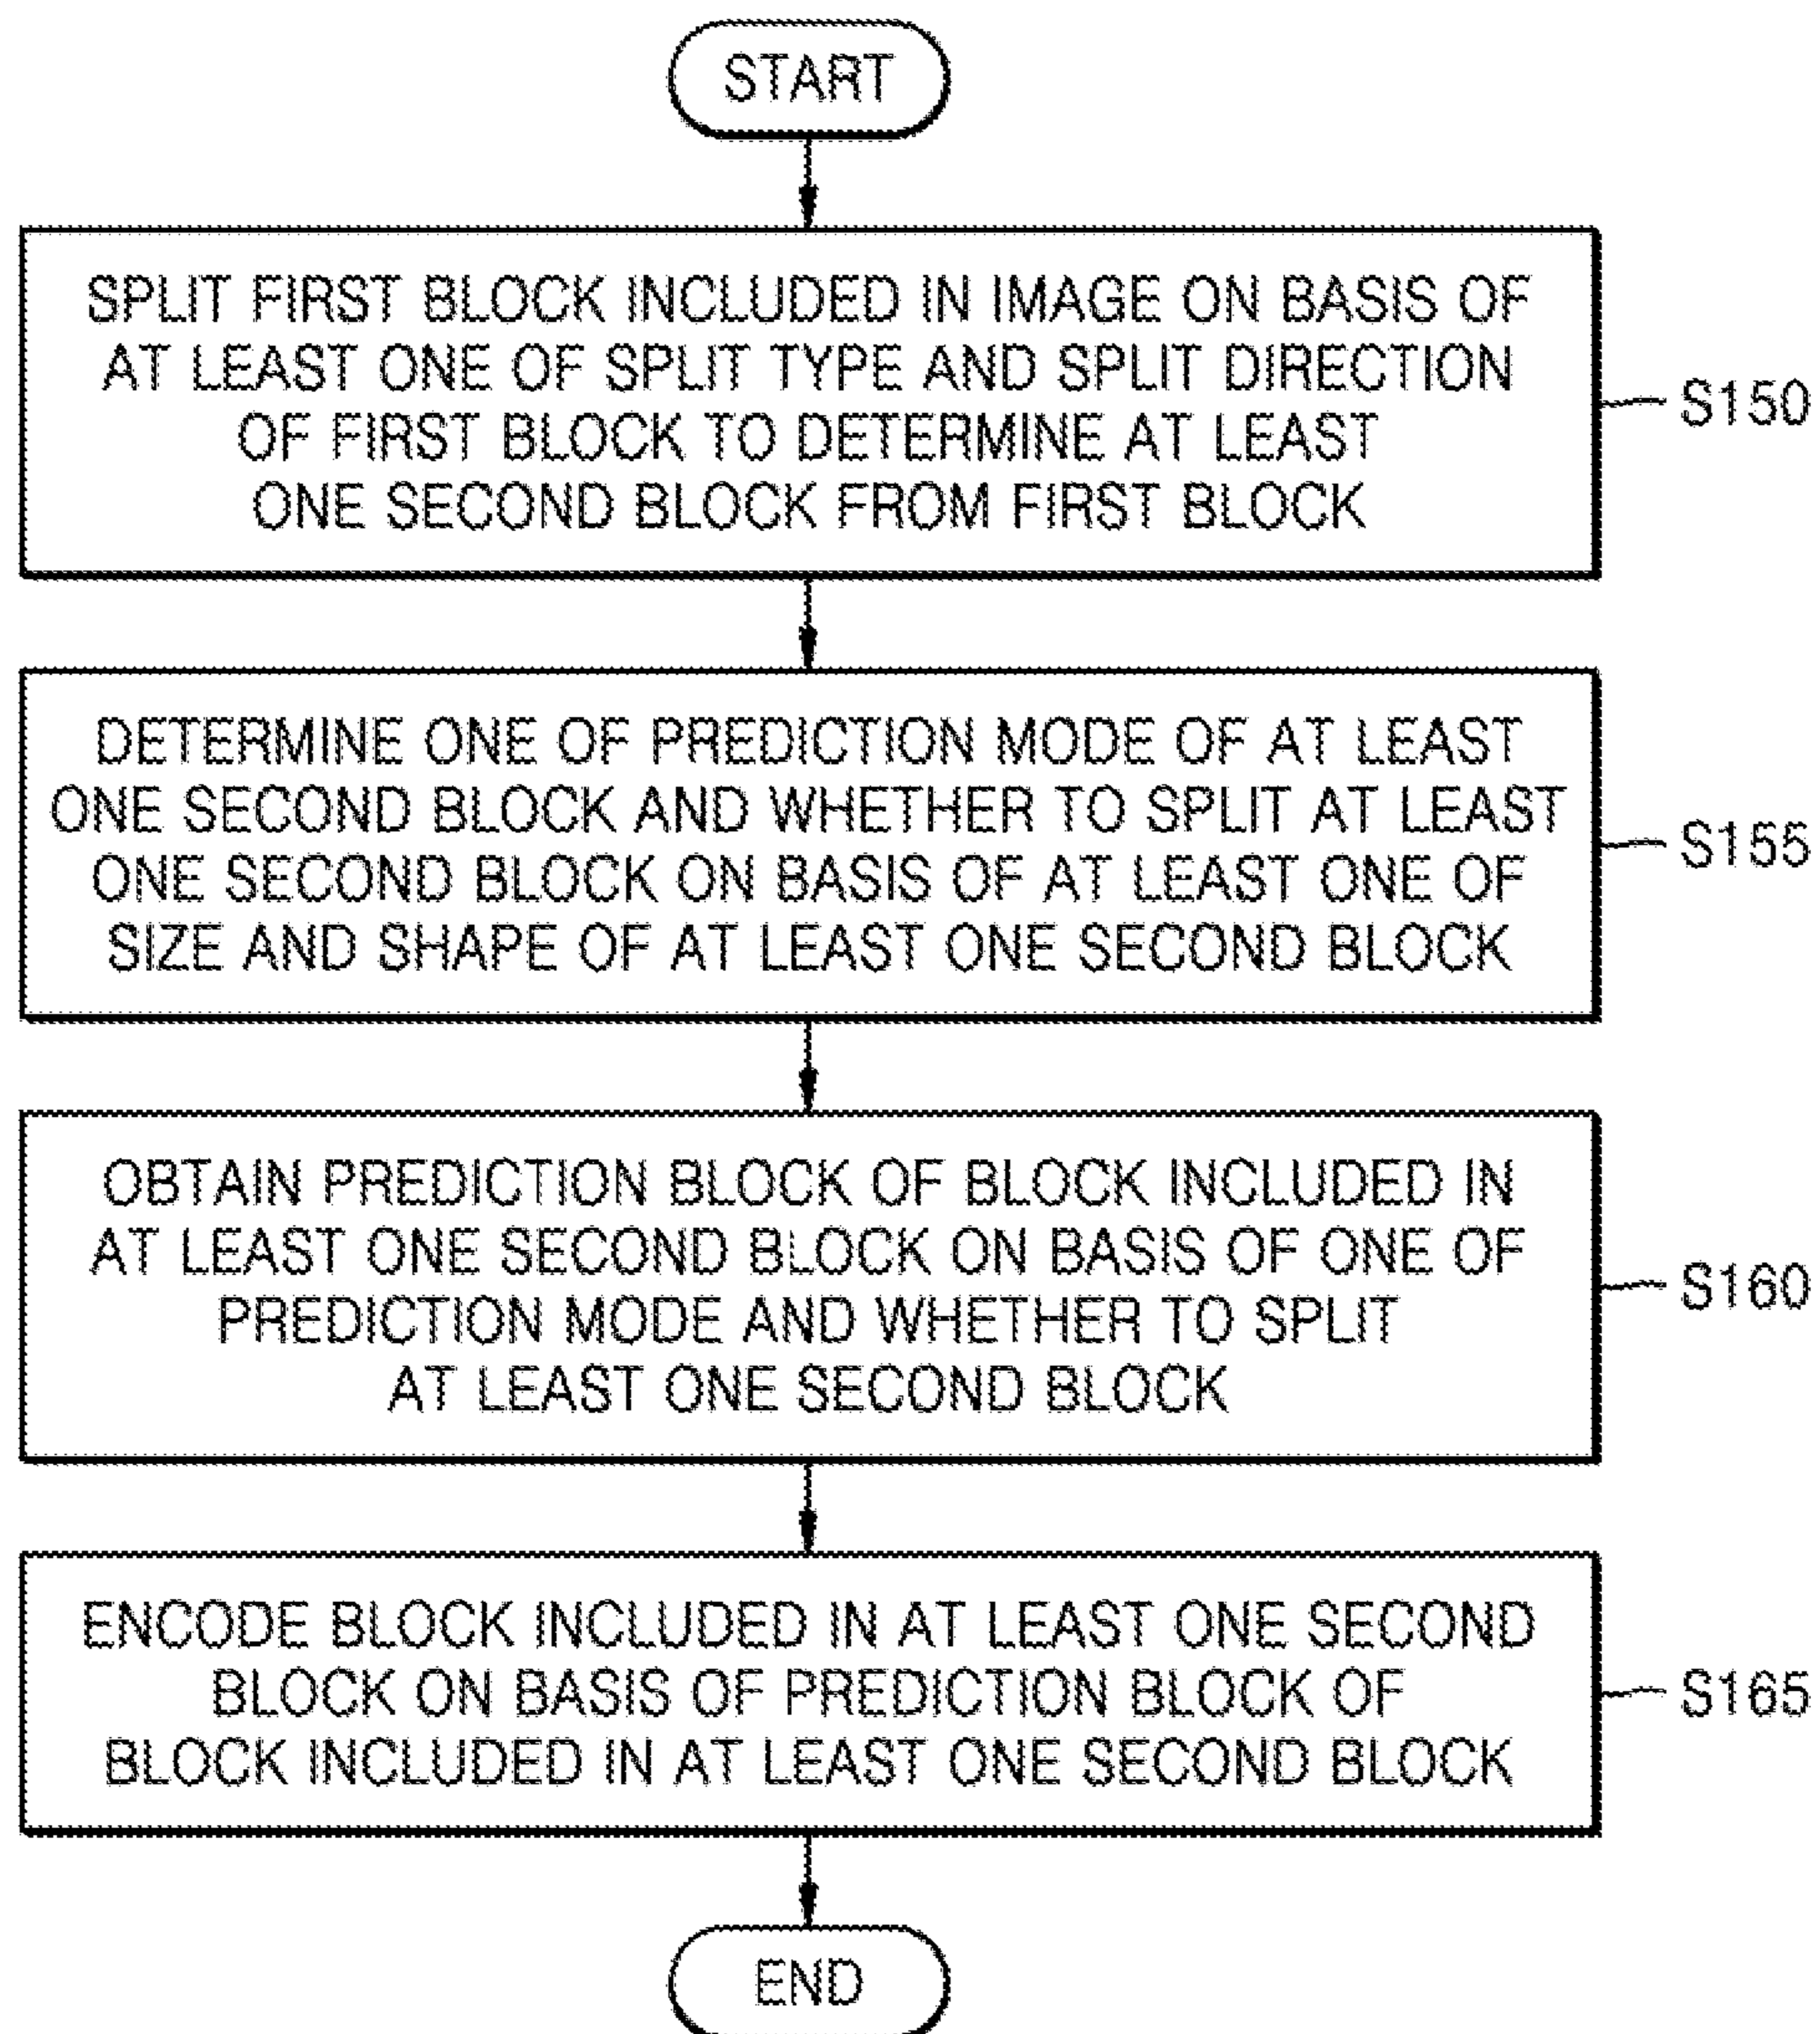 START
SPLIT FIRST BLOCK INCLUDED IN IMAGE ON BASIS OF
AT LEAST ONE OF SPLIT TYPE AND SPLIT DIRECTION
OF FIRST BLOCK TO DETERMINE AT LEAST
ONE SECOND BLOCK FROM FIRST BLOCK
S150
DETERMINE ONE OF PREDICTION MODE OF AT LEAST
ONE SECOND BLOCK AND WHETHER TO SPLIT AT LEAST
ONE SECOND BLOCK ON BASIS OF AT LEAST ONE OF
SIZE AND SHAPE OF AT LEAST ONE SECOND BLOCK
S155
OBTAIN PREDICTION BLOCK OF BLOCK INCLUDED IN
AT LEAST ONE SECOND BLOCK ON BASIS OF ONE OF
PREDICTION MODE AND WHETHER TO SPLIT
AT LEAST ONE SECOND BLOCK
S160
ENCODE BLOCK INCLUDED IN AT LEAST ONE SECOND
BLOCK ON BASIS OF PREDICTION BLOCK OF
BLOCK INCLUDED IN AT LEAST ONE SECOND BLOCK
S165
END